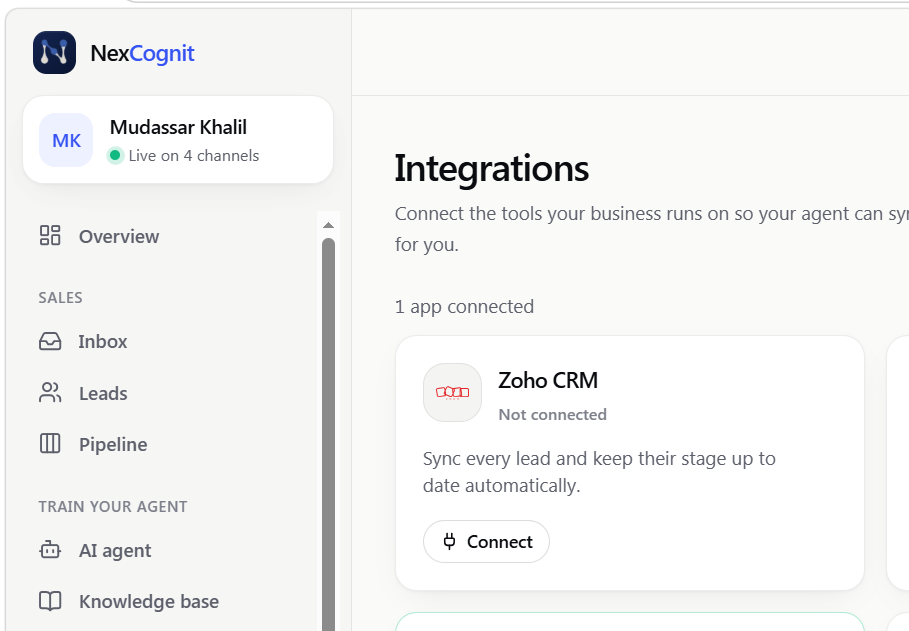 NexCognit
MK
Mudassar Khalil
Live on 4 channels
Overview
SALES
Inbox
Leads
Pipeline
TRAIN YOUR AGENT
AI agent
Knowledge base
Integrations
Connect the tools your business runs on so your agent can
for you.
1 app connected
Zoho CRM
Not connected
Sync every lead and keep their stage up to
date automatically.
Connect